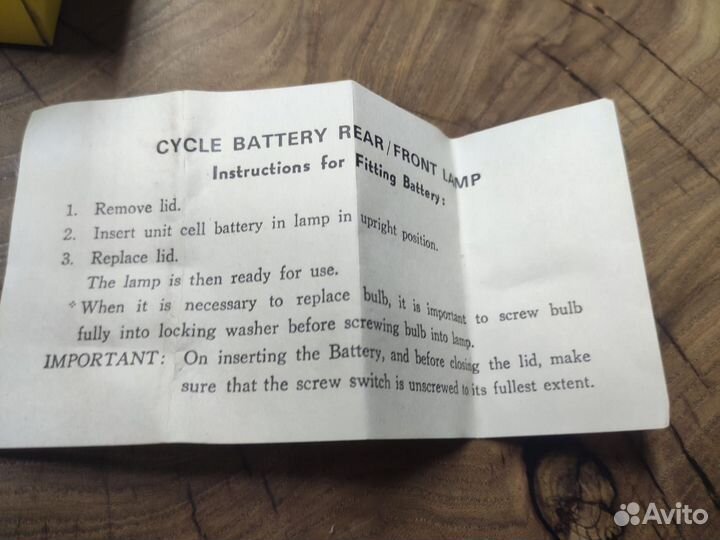 CYCLE BATTERY REAR/FRONT LAMP
Instructions for Fitting Battery:
1. Remove lid.
2. Insert unit cell battery in lamp in upright position.
3. Replace lid.
The lamp is then ready for use.
* When it is necessary to replace bulb, it is important to screw bulb
fully into locking washer before screwing bulb into lamp.
IMPORTANT: On inserting the Battery, and before closing the lid, make
sure that the screw switch is unscrewed to its fullest extent.
Avito